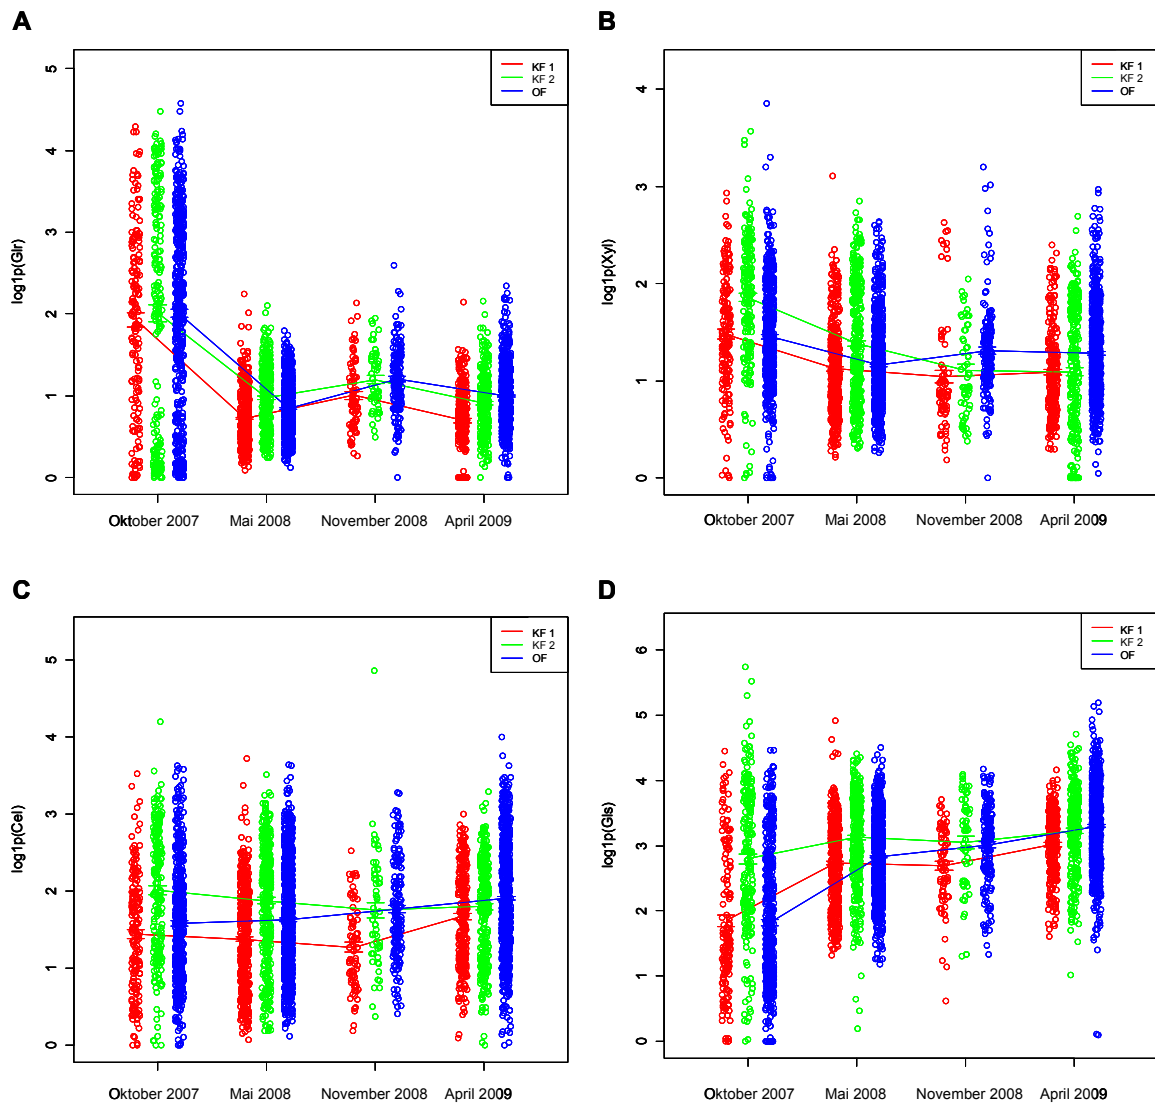 A
KF 1
KF 2
OF
log1p(Glr)
0
1
2
3
4
5
Oktober 2007
Mai 2008
November 2008
April 2009
B
KF 1
KF 2
OF
log1p(Xyl)
0
1
2
3
4
Oktober 2007
Mai 2008
November 2008
April 2009
C
KF 1
KF 2
OF
log1p(Cel)
0
1
2
3
4
5
Oktober 2007
Mai 2008
November 2008
April 2009
D
KF 1
KF 2
OF
log1p(Gls)
0
1
2
3
4
5
6
Oktober 2007
Mai 2008
November 2008
April 2009